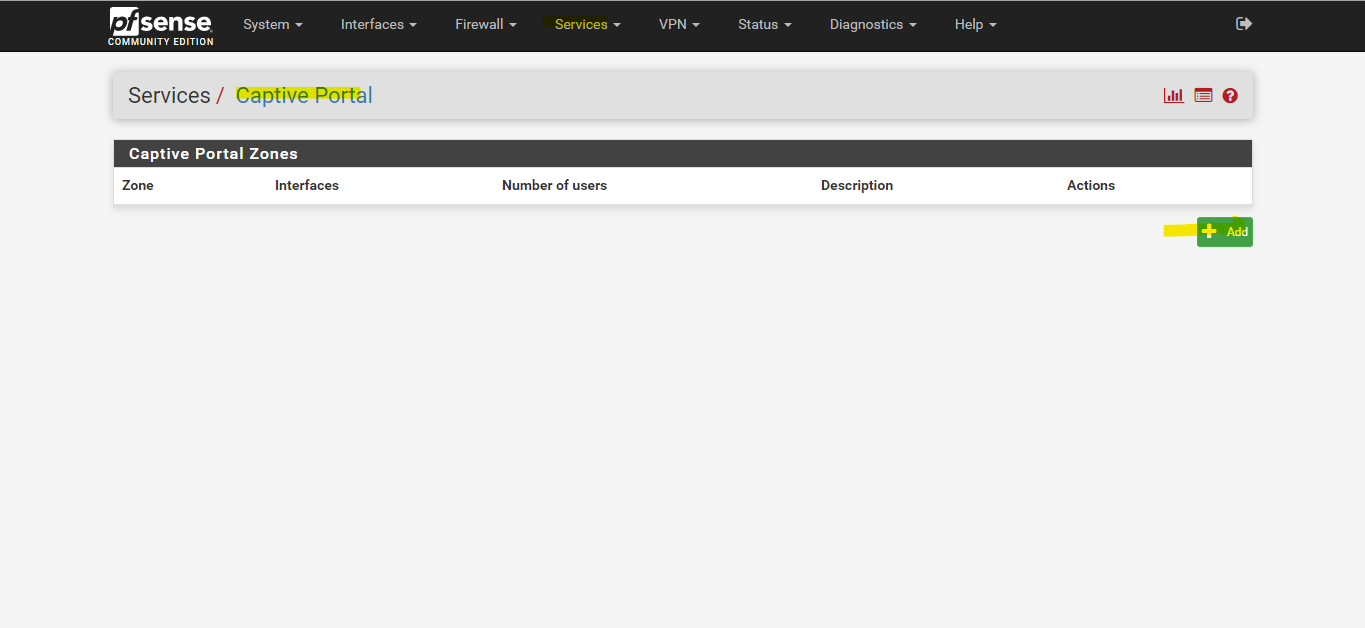 pfsense
COMMUNITY EDITION
System Interfaces Firewall Services VPN Status Diagnostics Help
Services / Captive Portal
Captive Portal Zones
Zone Interfaces Number of users Description Actions
Add